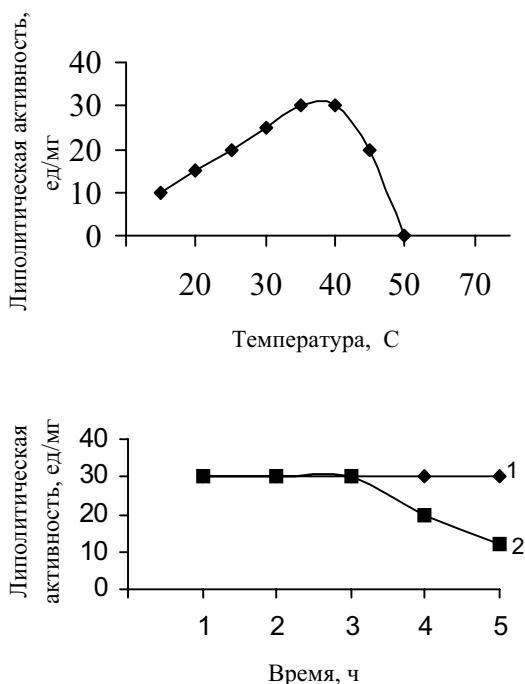 Липолитическая активность,
ед/мг
40
30
20
10
0
20 30 40 50 70
Температура, С
Липолитическая
активность, ед/мг
40
30
20
10
0
1
2
1 2 3 4 5
Время, ч